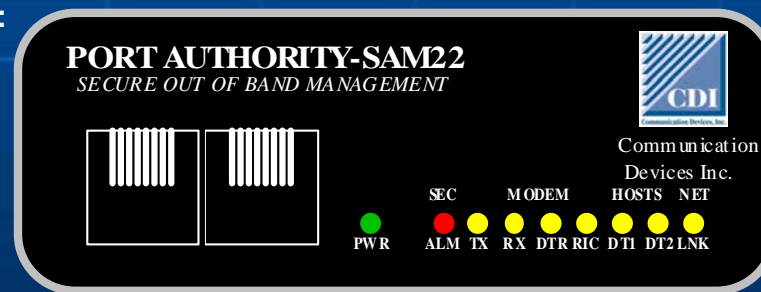 :
PORT AUTHORITY-SAM22
SECURE OUT OF BAND MANAGEMENT
CDI
Communication Devices, Inc.
Communication
Devices Inc.
SEC MODEM HOSTS NET
PWR ALM TX RX DTR RIC DT1 DT2 LNK